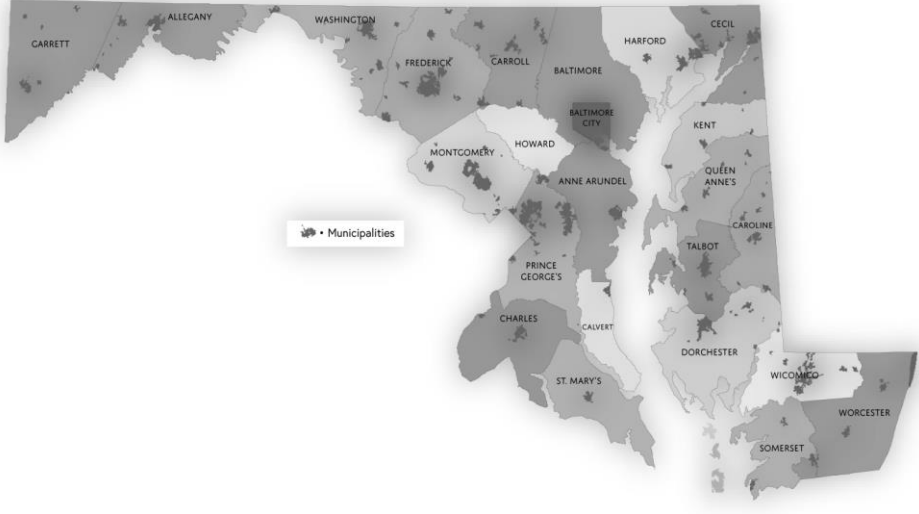 GARRETT
ALLEGANY
WASHINGTON
FREDERICK
CARROLL
BALTIMORE
HARFORD
CECIL
BALTIMORE
CITY
KENT
MONTGOMERY
HOWARD
ANNE ARUNDEL
QUEEN
ANNE'S
CAROLINE
• Municipalities
TALBOT
PRINCE
GEORGE'S
CHARLES
CALVERT
DORCHESTER
ST. MARY'S
WICOMICO
WORCESTER
SOMERSET